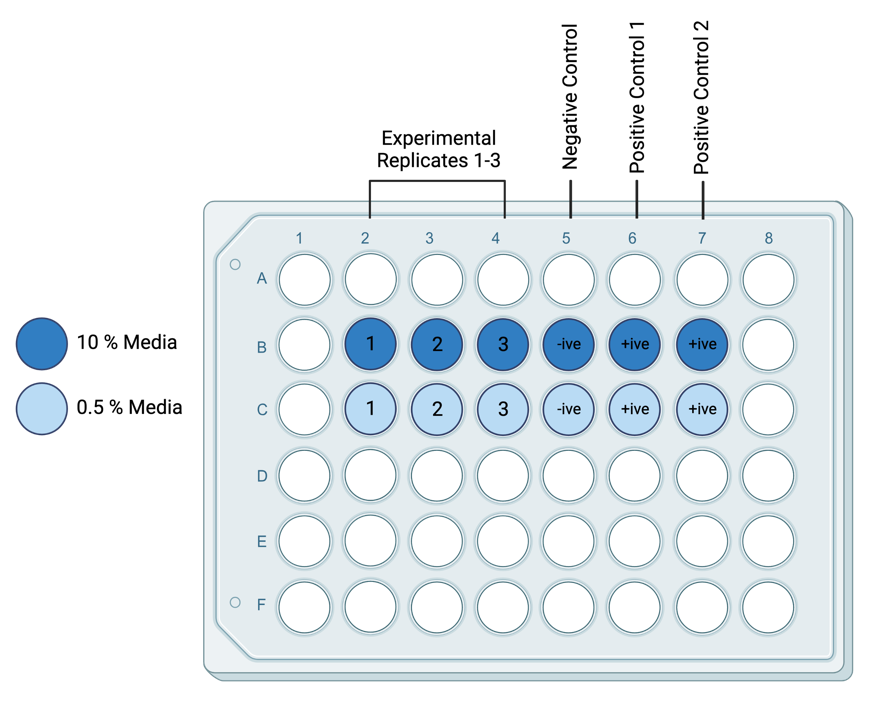 Experimental
Replicates 1-3
Negative Control
Positive Control 1
Positive Control 2
1 2 3 4 5 6 7 8
A
10 % Media
B 1 2 3 -ive +ive +ive
0.5 % Media
C 1 2 3 -ive +ive +ive
D
E
F